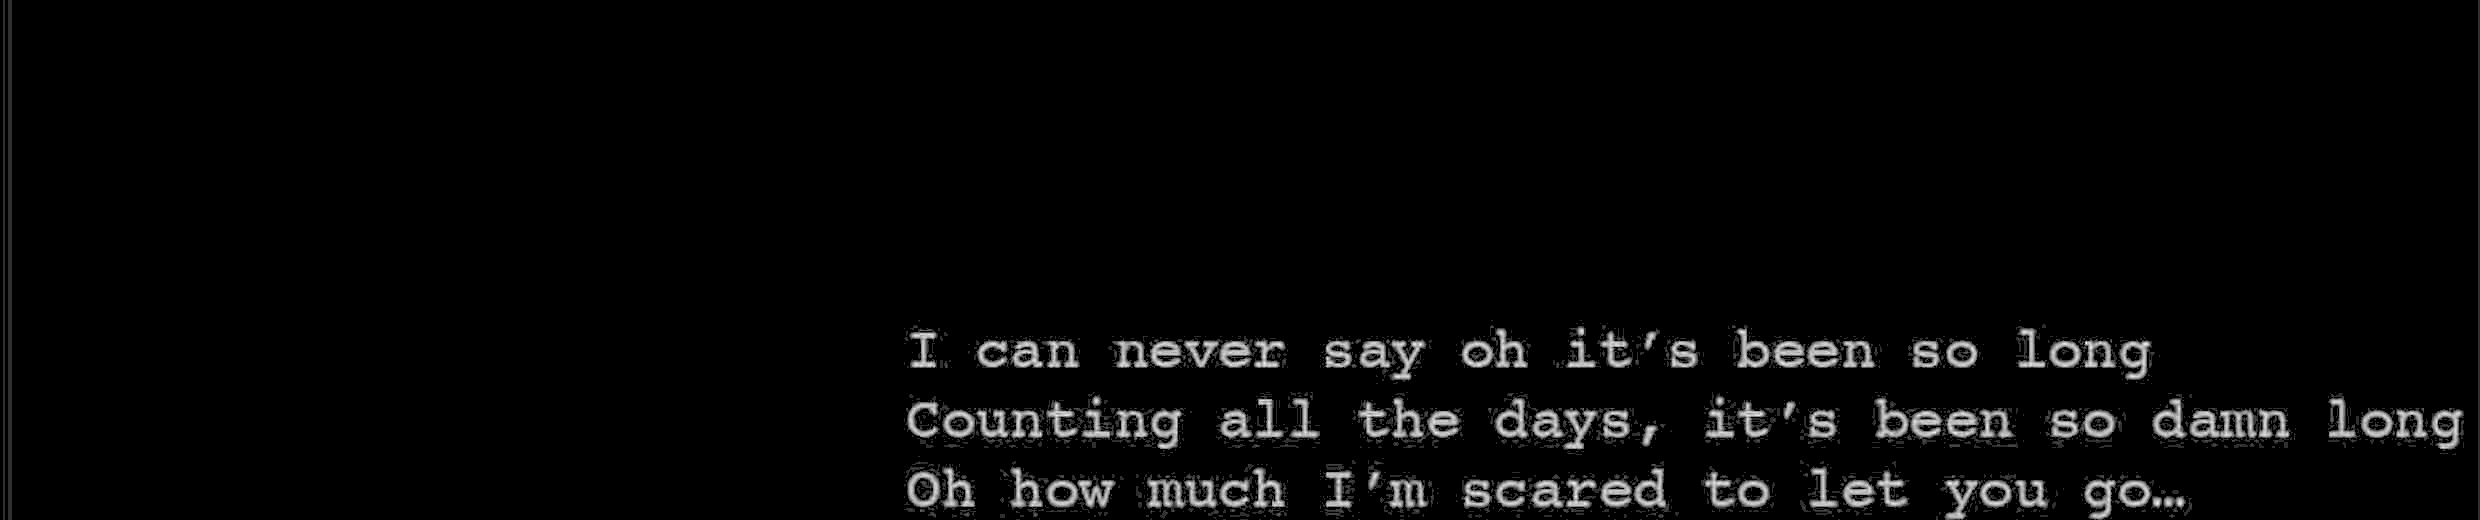 I can never say oh it’s been so long
Counting all the days, it’s been so damn long
Oh how much I’m scared to let you go…